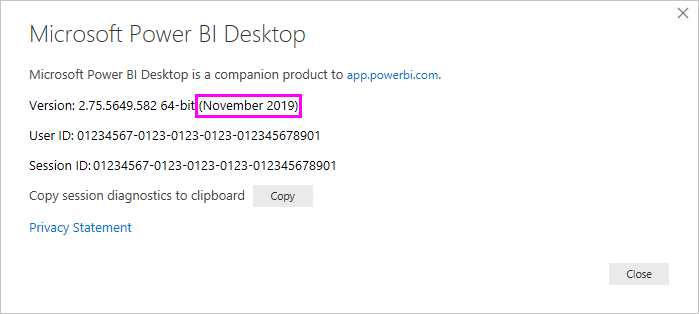 Microsoft Power BI Desktop
Microsoft Power BI Desktop is a companion product to app.powerbi.com.
Version: 2.75.5649.582 64-bit (November 2019)
User ID: 01234567-0123-0123-0123-012345678901
Session ID: 01234567-0123-0123-0123-012345678901
Copy session diagnostics to clipboard Copy
Privacy Statement
Close